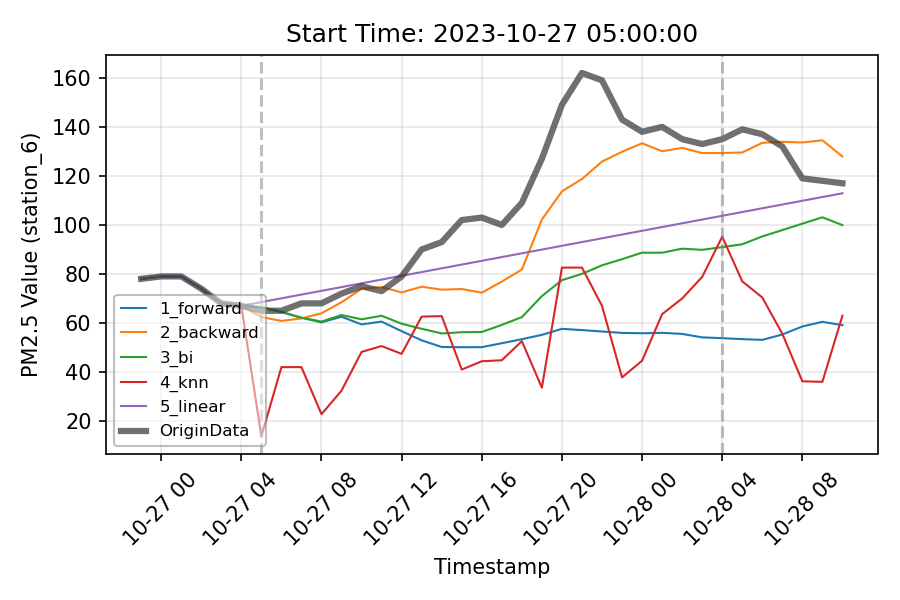 Start Time: 2023-10-27 05:00:00
PM2.5 Value (station_6)
160
140
120
100
80
60
40
20
1_forward
2_backward
3_bi
4_knn
5_linear
OriginData
10-27 00
10-27 04
10-27 08
10-27 12
10-27 16
10-27 20
10-28 00
10-28 04
10-28 08
Timestamp